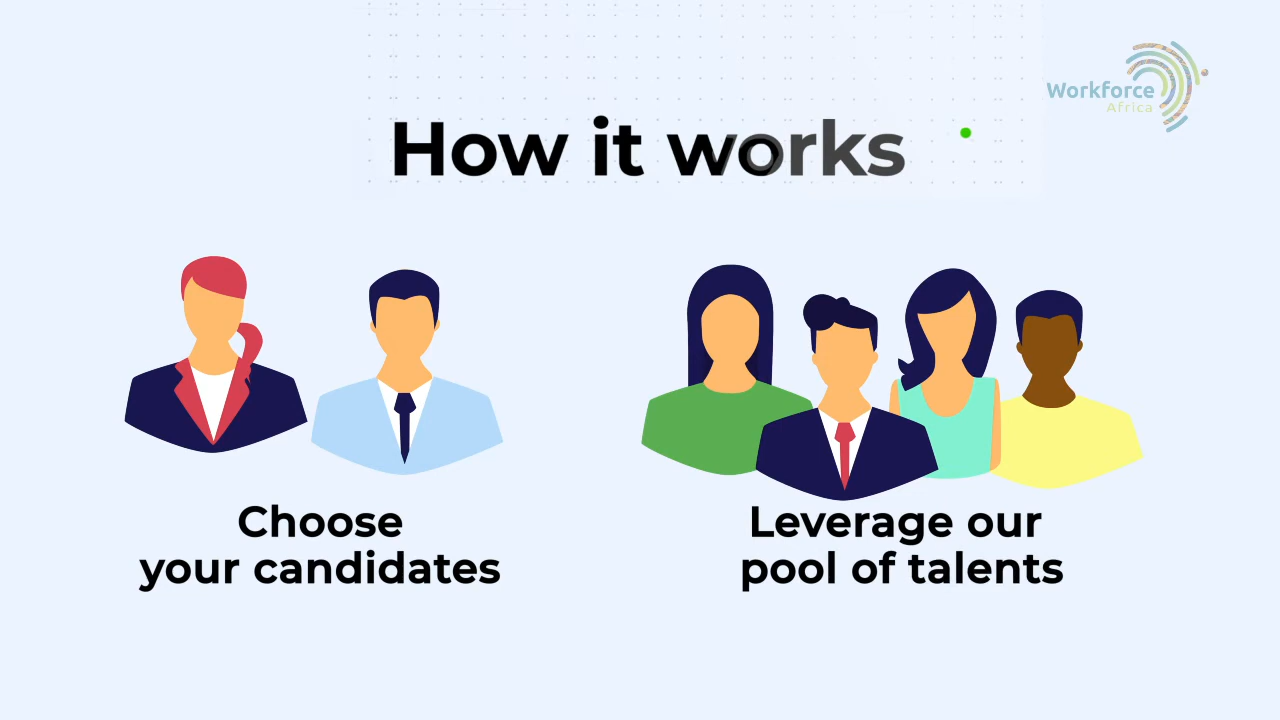 Workforce
Africa
How it works
Choose
your candidates
Leverage our
pool of talents